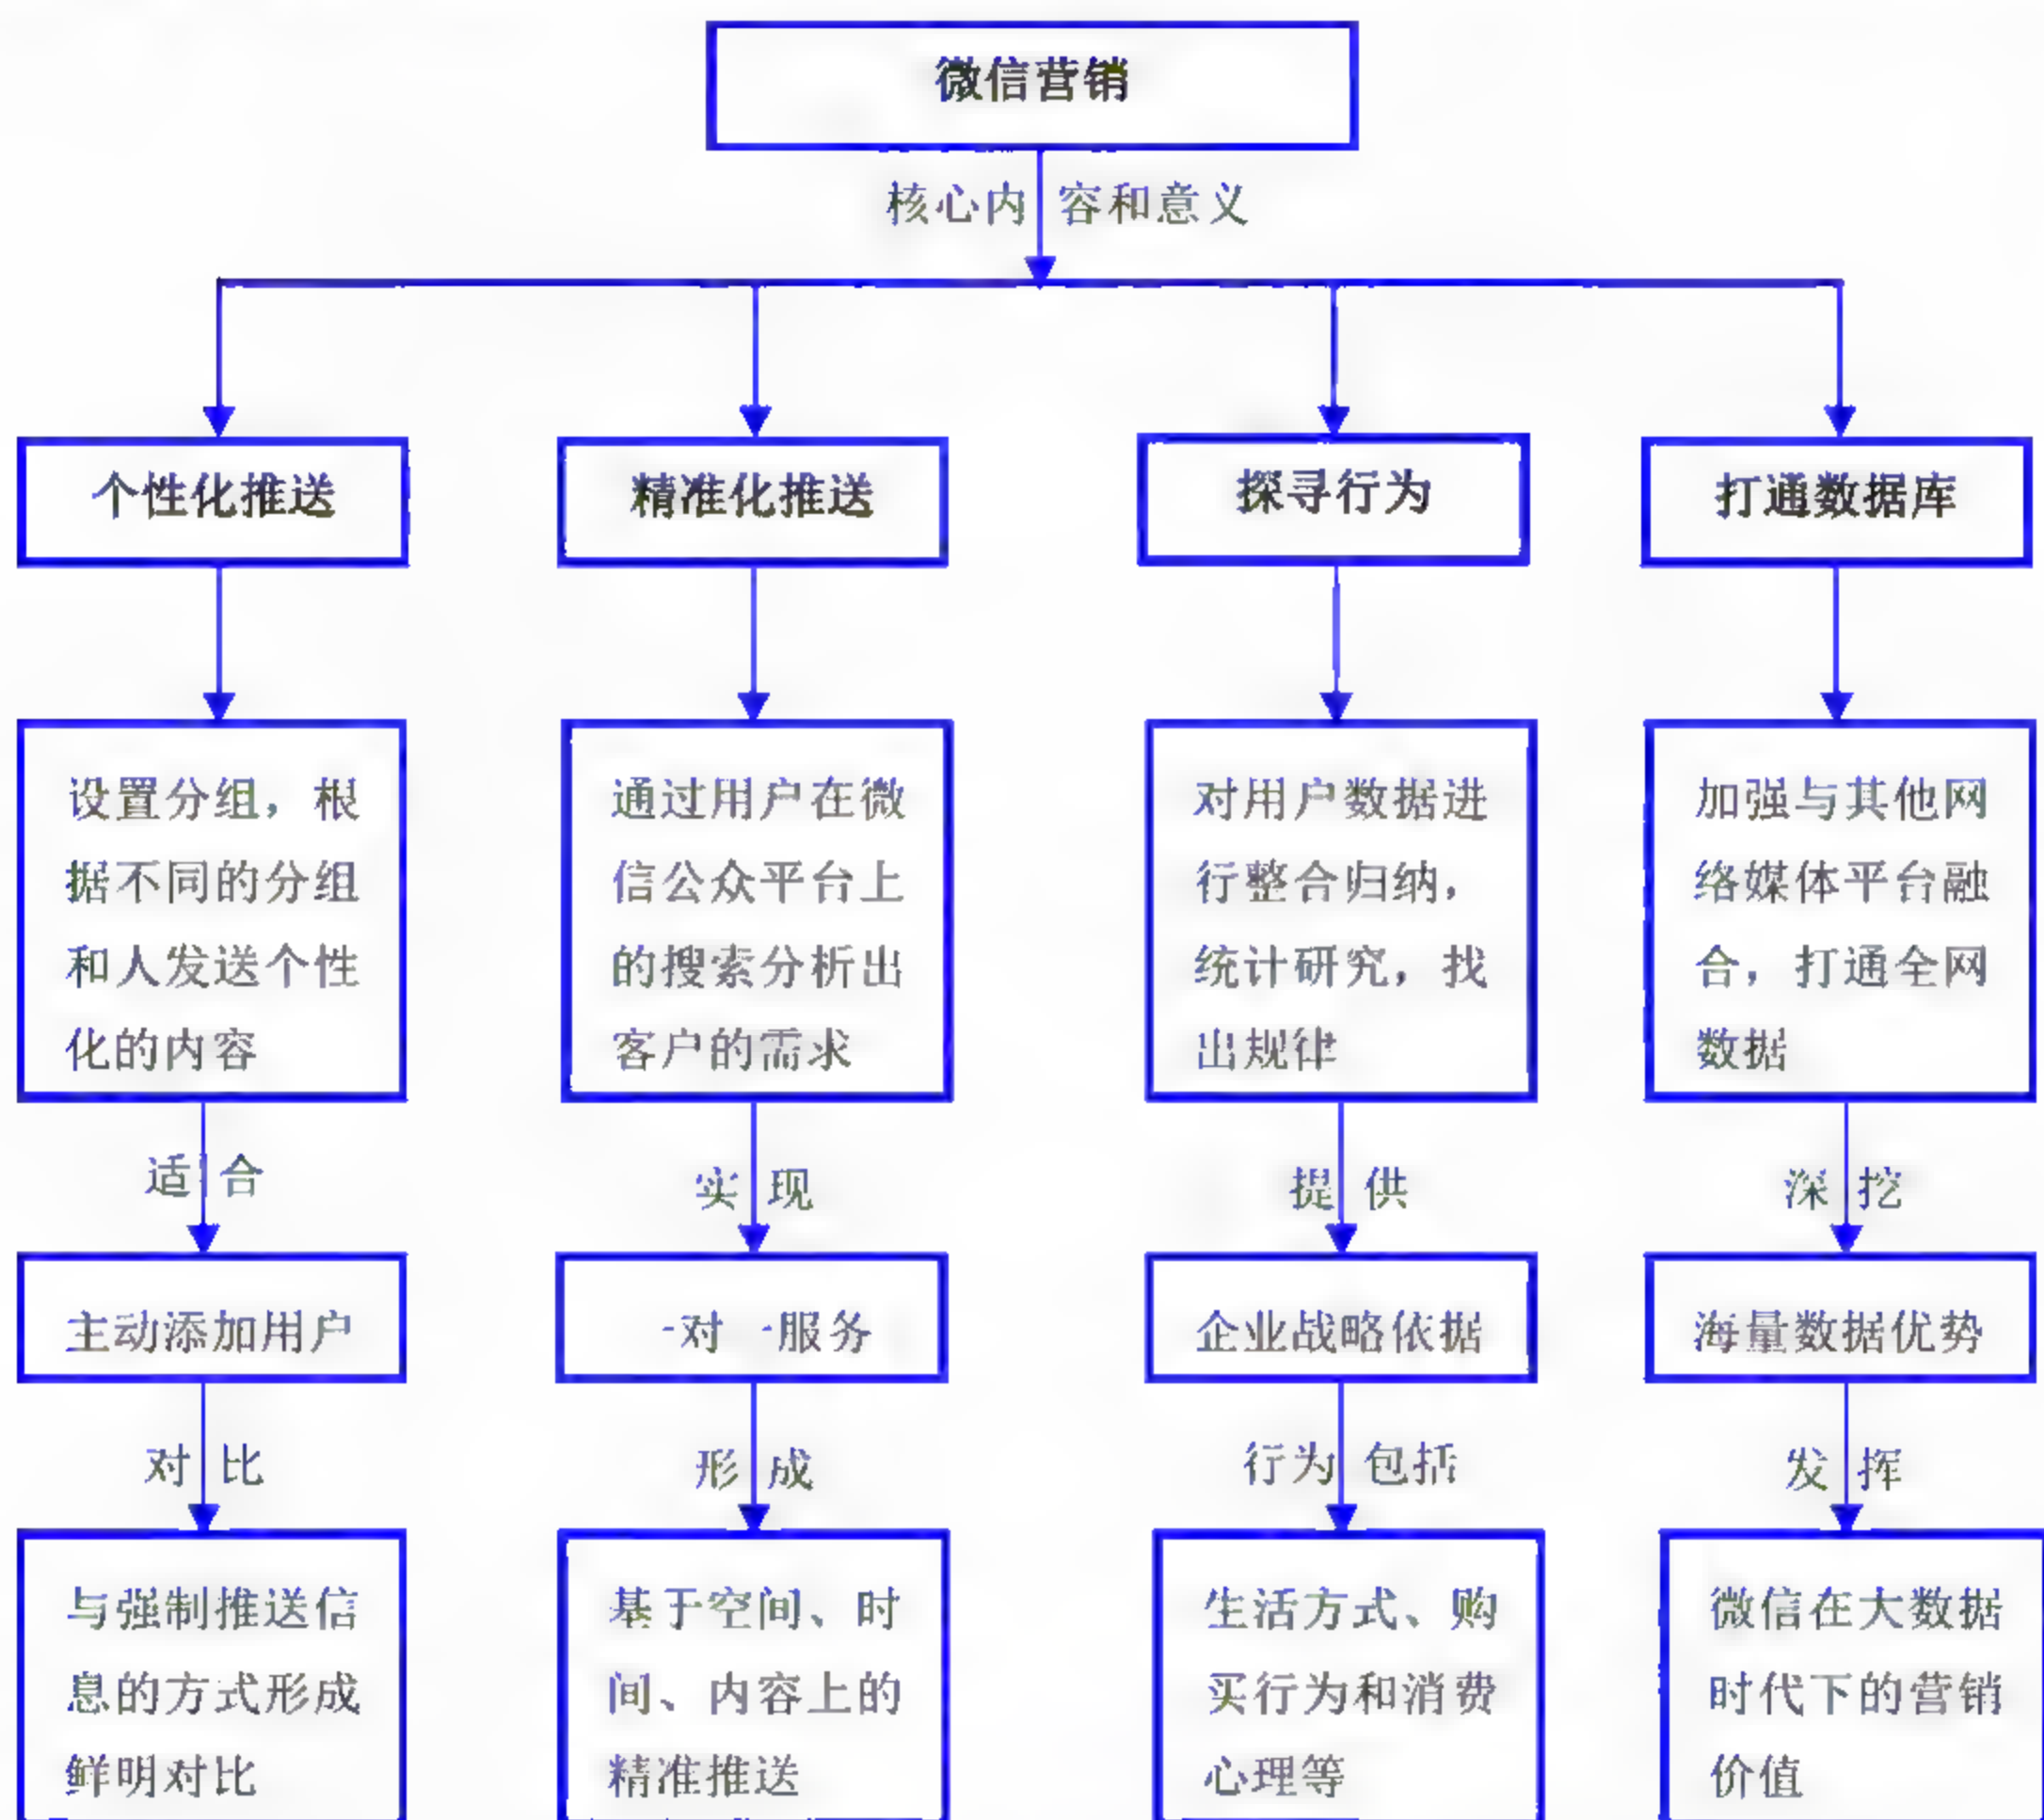 微信营销
核心内 容和意义
个性化推送
精准化推送
探寻行为
打通数据库
设置分组，根
据不同的分组
和人发送个性
化的内容
通过用户在微
信公众平台上
的搜索分析出
客户的需求
对用户数据进
行整合归纳，
统计研究，找
出规律
加强与其他网
络媒体平台融
合，打通全网
数据
适 合
实 现
提 供
深 挖
主动添加用户
一对一服务
企业战略依据
海量数据优势
对 比
形 成
行为 包括
发 挥
与强制推送信
息的方式形成
鲜明对比
基于空间、时
间、内容上的
精准推送
生活方式、购
买行为和消费
心理等
微信在大数据
时代下的营销
价值